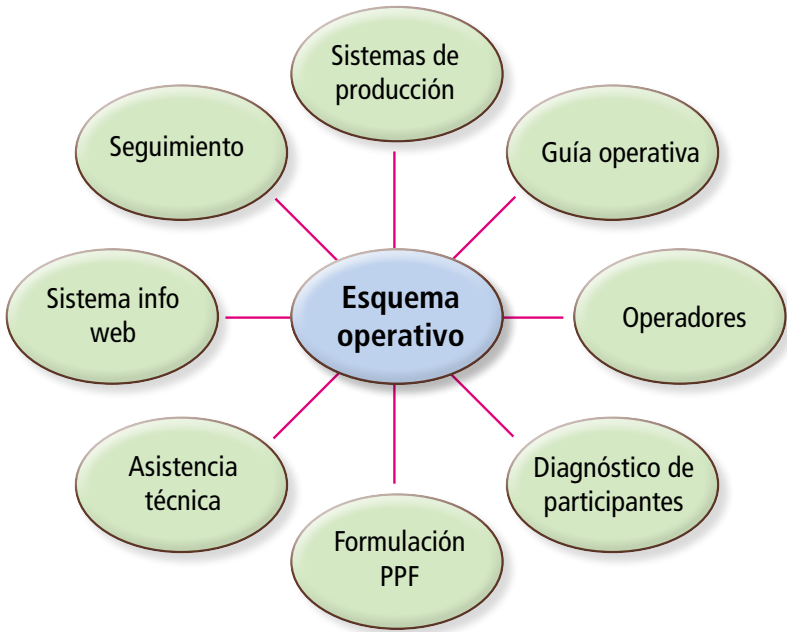 Sistemas de
producción
Guía operativa
Operadores
Diagnóstico de
participantes
Formulación
PPF
Asistencia
técnica
Sistema info
web
Seguimiento
Esquema
operativo